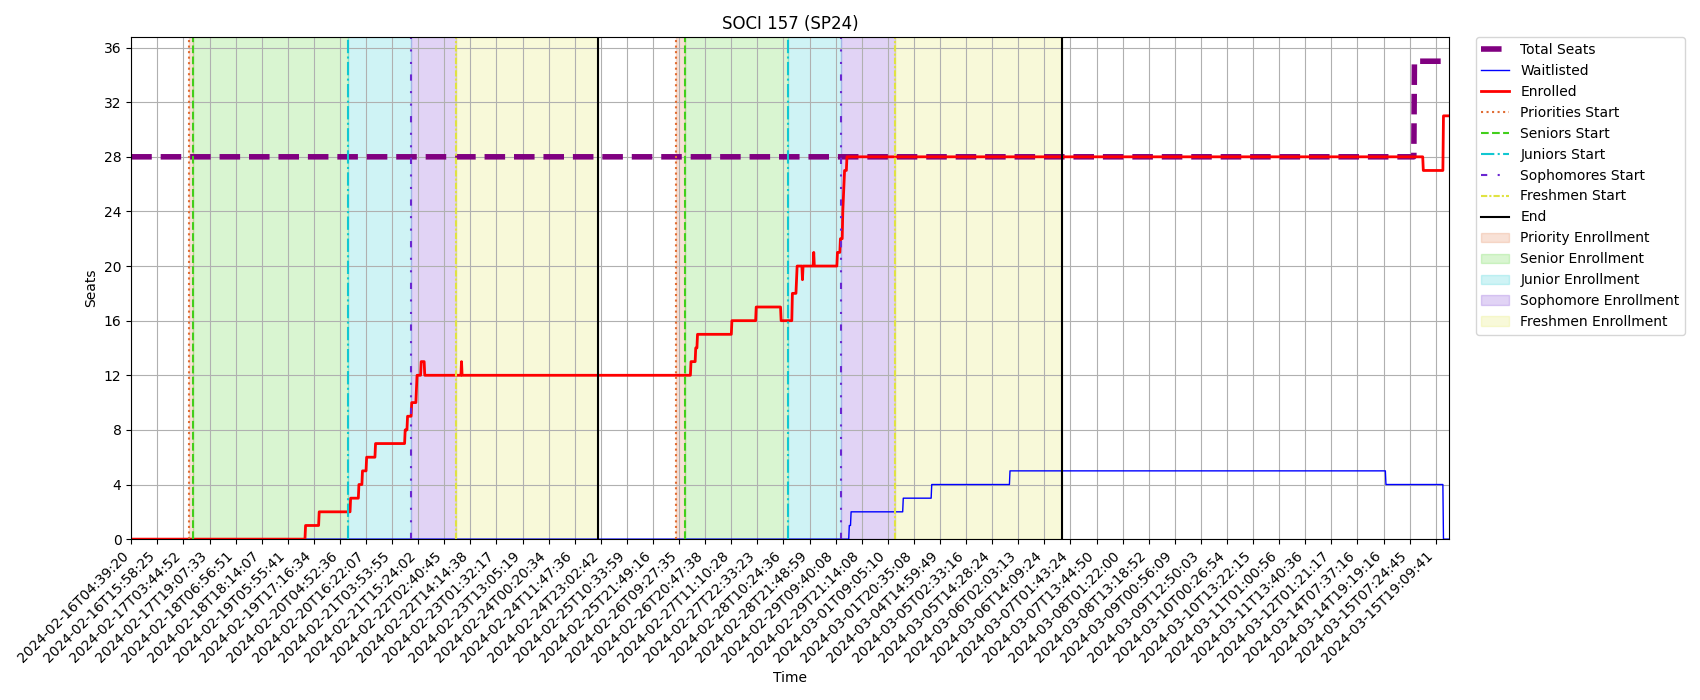 SOCI 157 (SP24)
36
32
28
24
20
16
12
8
4
0
Seats
2024-02-16T04:39:20
2024-02-16T15:58:25
2024-02-17T03:44:52
2024-02-17T19:07:33
2024-02-18T06:56:51
2024-02-18T18:14:07
2024-02-19T05:55:41
2024-02-19T17:16:34
2024-02-20T04:52:36
2024-02-20T16:22:07
2024-02-21T03:53:55
2024-02-21T15:24:02
2024-02-22T02:40:45
2024-02-22T14:14:38
2024-02-23T01:32:17
2024-02-23T13:05:19
2024-02-24T00:20:34
2024-02-24T11:47:36
2024-02-24T23:02:42
2024-02-25T10:33:59
2024-02-25T21:49:16
2024-02-26T09:27:35
2024-02-26T20:47:38
2024-02-27T11:10:28
2024-02-27T22:33:23
2024-02-28T10:24:36
2024-02-28T21:48:59
2024-02-29T09:40:08
2024-02-29T21:14:08
2024-03-01T09:05:10
2024-03-01T20:35:08
2024-03-04T14:59:49
2024-03-05T02:33:16
2024-03-05T14:28:24
2024-03-06T02:03:13
2024-03-06T14:09:24
2024-03-07T01:43:24
2024-03-07T13:44:50
2024-03-08T01:22:00
2024-03-08T13:18:52
2024-03-09T00:56:09
2024-03-09T12:50:03
2024-03-10T00:26:54
2024-03-10T13:22:15
2024-03-11T01:00:56
2024-03-11T13:40:36
2024-03-12T01:21:17
2024-03-14T07:37:16
2024-03-14T19:19:16
2024-03-15T07:24:45
2024-03-15T19:09:41
Time
Total Seats
Waitlisted
Enrolled
Priorities Start
Seniors Start
Juniors Start
Sophomores Start
Freshmen Start
End
Priority Enrollment
Senior Enrollment
Junior Enrollment
Sophomore Enrollment
Freshmen Enrollment